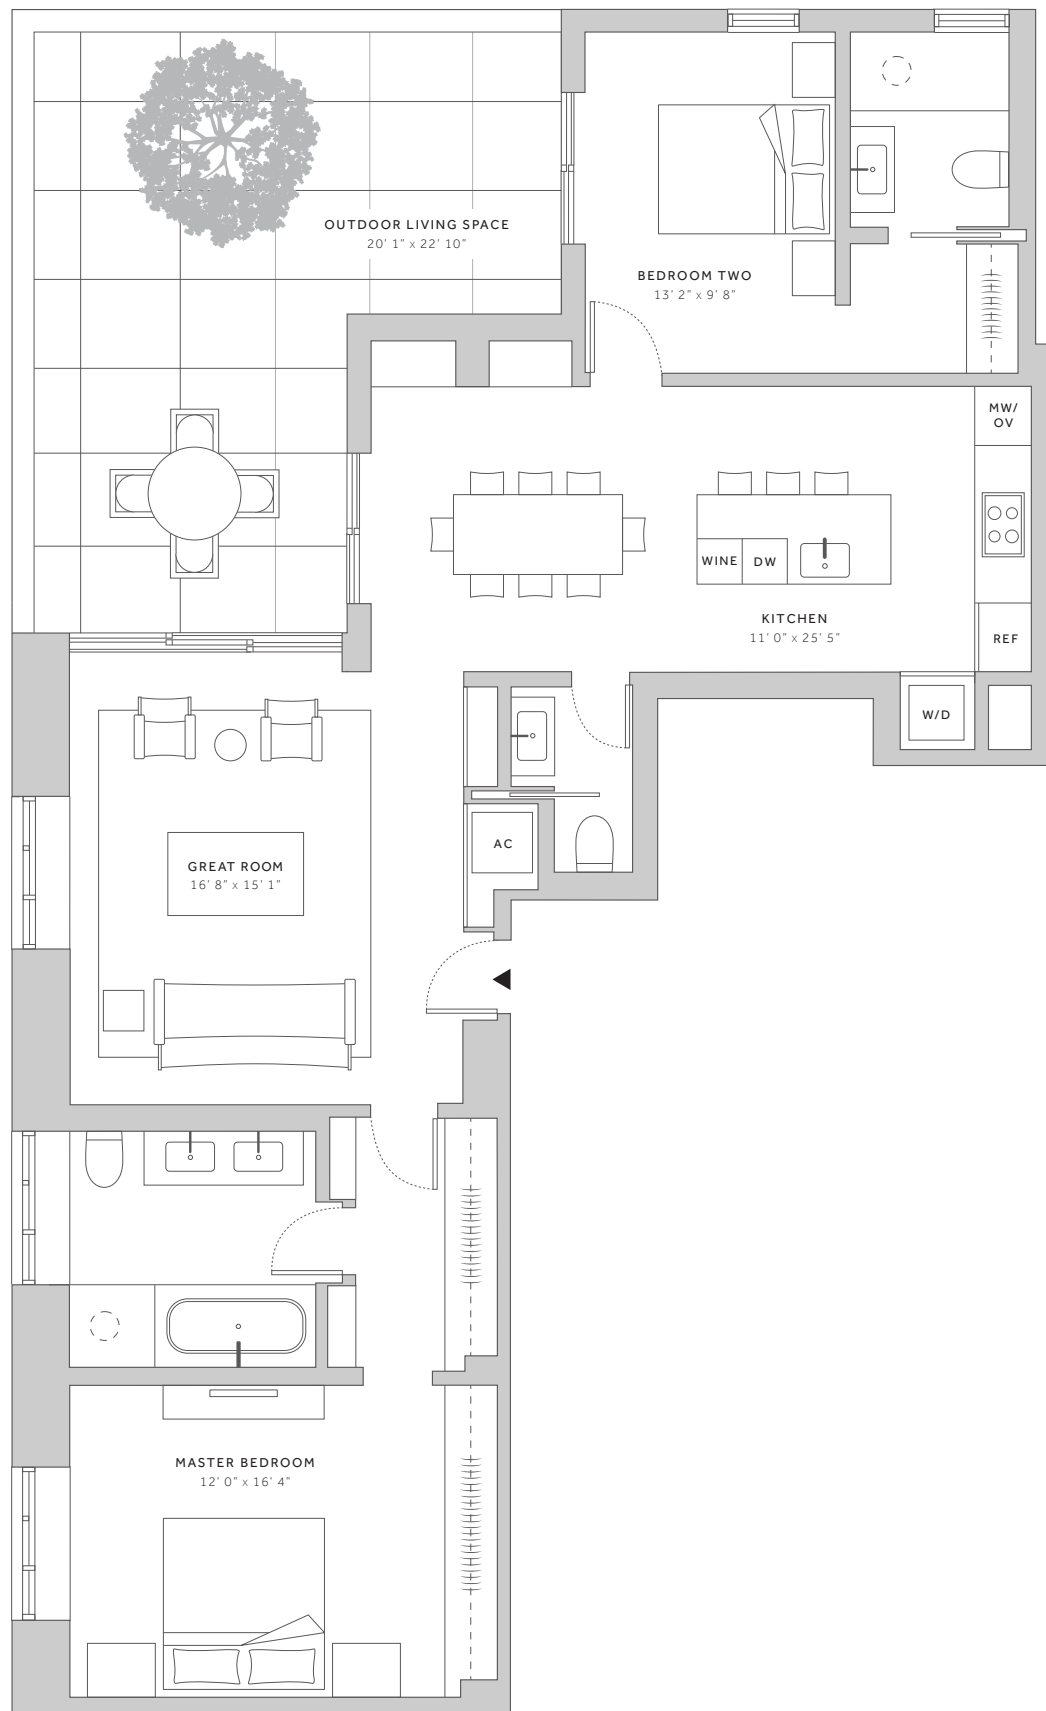 OUTDOOR LIVING SPACE
20' 1" x 22' 10"
BEDROOM TWO
13' 2" x 9' 8"
MW/
OV
WINE
DW
KITCHEN
11' 0" x 25' 5"
REF
W/D
AC
GREAT ROOM
16' 8" x 15' 1"
MASTER BEDROOM
12' 0" x 16' 4"